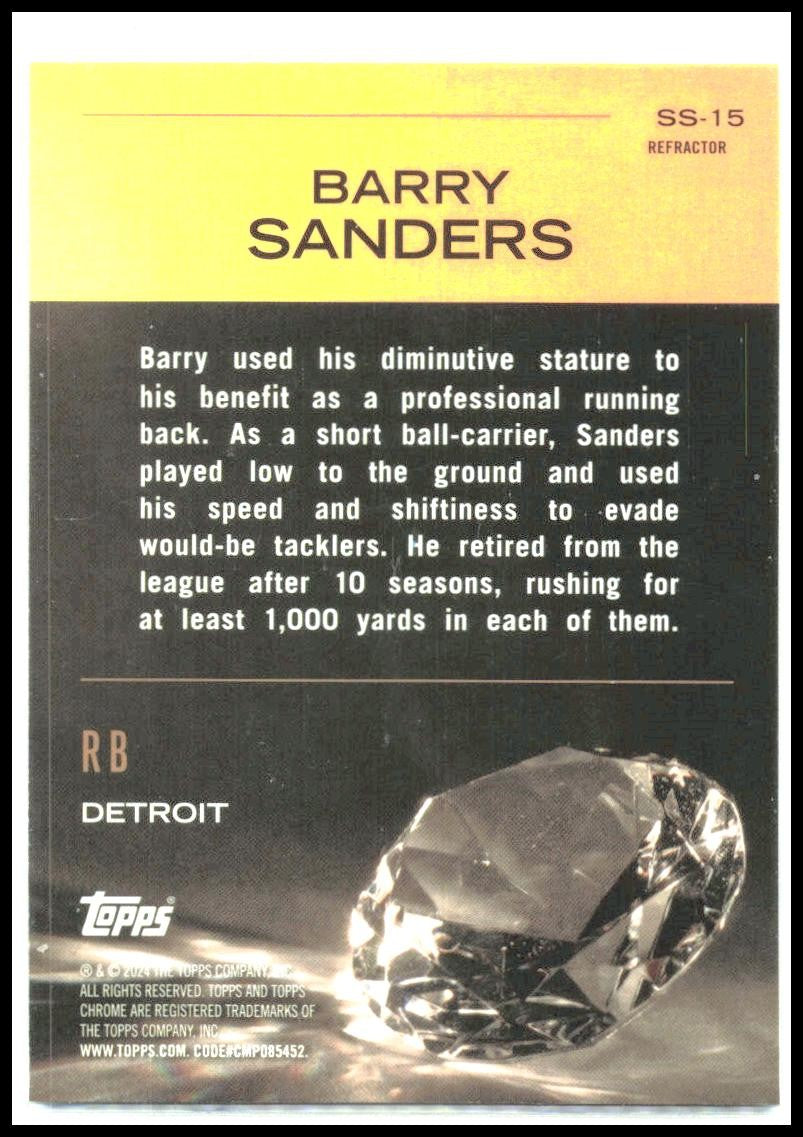 SS-15
REFRACTOR
BARRY
SANDERS
Barry used his diminutive stature to
his benefit as a professional running
back. As a short ball-carrier, Sanders
played low to the ground and used
his speed and shiftiness to evade
would-be tacklers. He retired from the
league after 10 seasons, rushing for
at least 1,000 yards in each of them.
RB
DETROIT
Topps®
® & © 2024 THE TOPPS COMPANY, INC.
ALL RIGHTS RESERVED. TOPPS AND TOPPS
CHROME ARE REGISTERED TRADEMARKS OF
THE TOPPS COMPANY, INC.
WWW.TOPPS.COM. CODE#CMP085452.